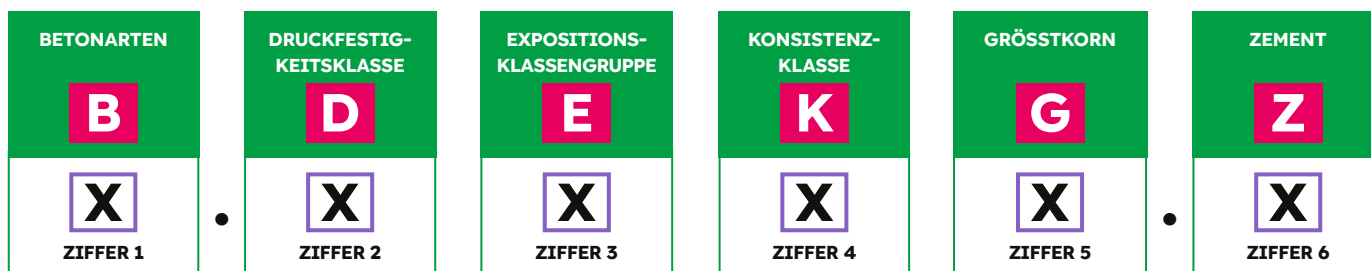 BETONARTEN
B
X
ZIFFER 1
.
DRUCKFESTIG-
KEITSKLASSE
D
X
ZIFFER 2
EXPOSITIONS-
KLASSENGRUPPE
E
X
ZIFFER 3
KONSISTENZ-
KLASSE
K
X
ZIFFER 4
GRÖSSTKORN
G
X
ZIFFER 5
.
ZEMENT
Z
X
ZIFFER 6